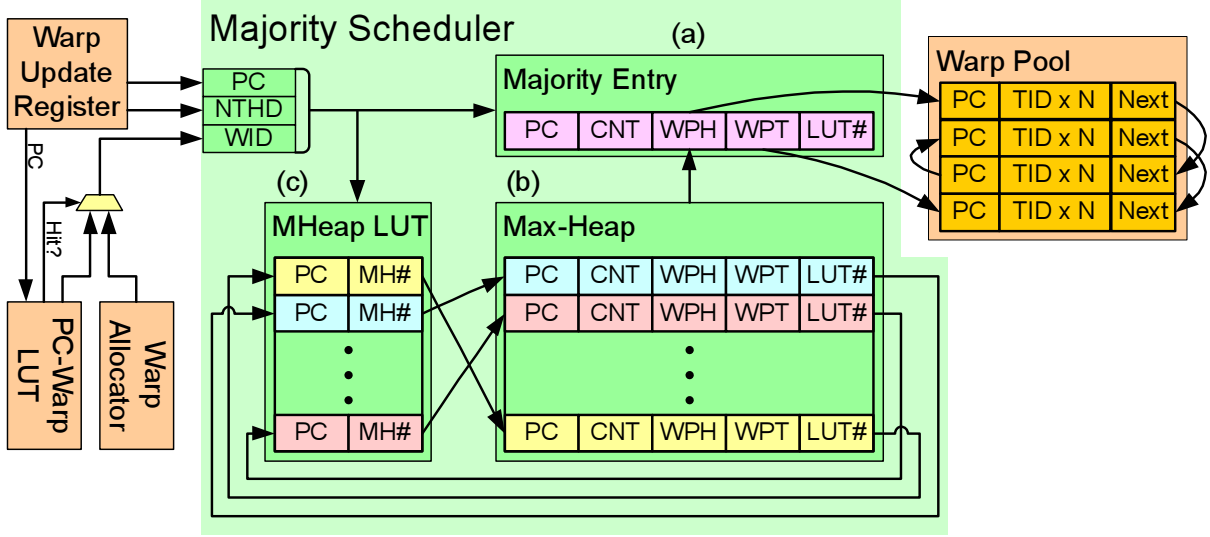 Majority Scheduler
Warp
Update
Register
PC
NTHD
WID
(a)
Majority Entry
PC CNT WPH WPT LUT#
Warp Pool
PC TID x N Next
PC TID x N Next
PC TID x N Next
PC TID x N Next
PC
Hit?
PC-Warp
LUT
Warp
Allocator
(c)
MHeap LUT
PC MH#
PC MH#
PC MH#
(b)
Max-Heap
PC CNT WPH WPT LUT#
PC CNT WPH WPT LUT#
PC CNT WPH WPT LUT#